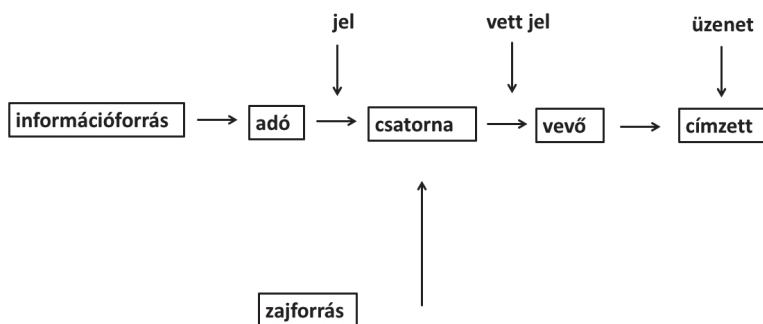 jel vett jel üzenet
információforrás adó csatorna vevő címzett
zajforrás